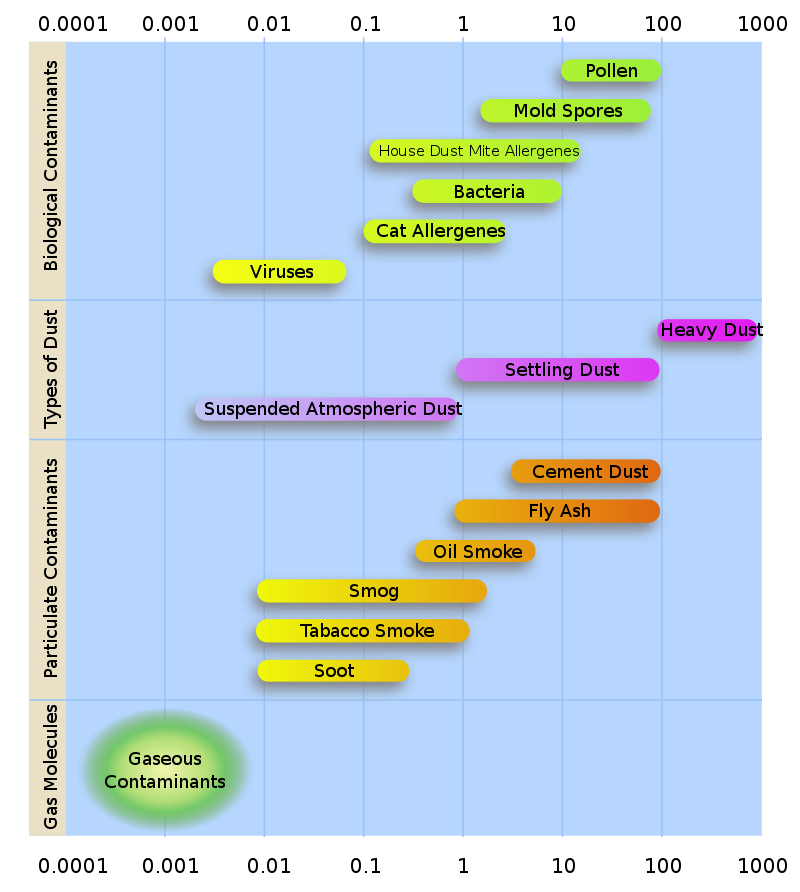 0.0001 0.001 0.01 0.1 1 10 100 1000
Biological Contaminants
Pollen
Mold Spores
House Dust Mite Allergenes
Bacteria
Cat Allergenes
Viruses
Types of Dust
Heavy Dust
Settling Dust
Suspended Atmospheric Dust
Particulate Contaminants
Cement Dust
Fly Ash
Oil Smoke
Smog
Tabacco Smoke
Soot
Gas Molecules
Gaseous
Contaminants
0.0001 0.001 0.01 0.1 1 10 100 1000